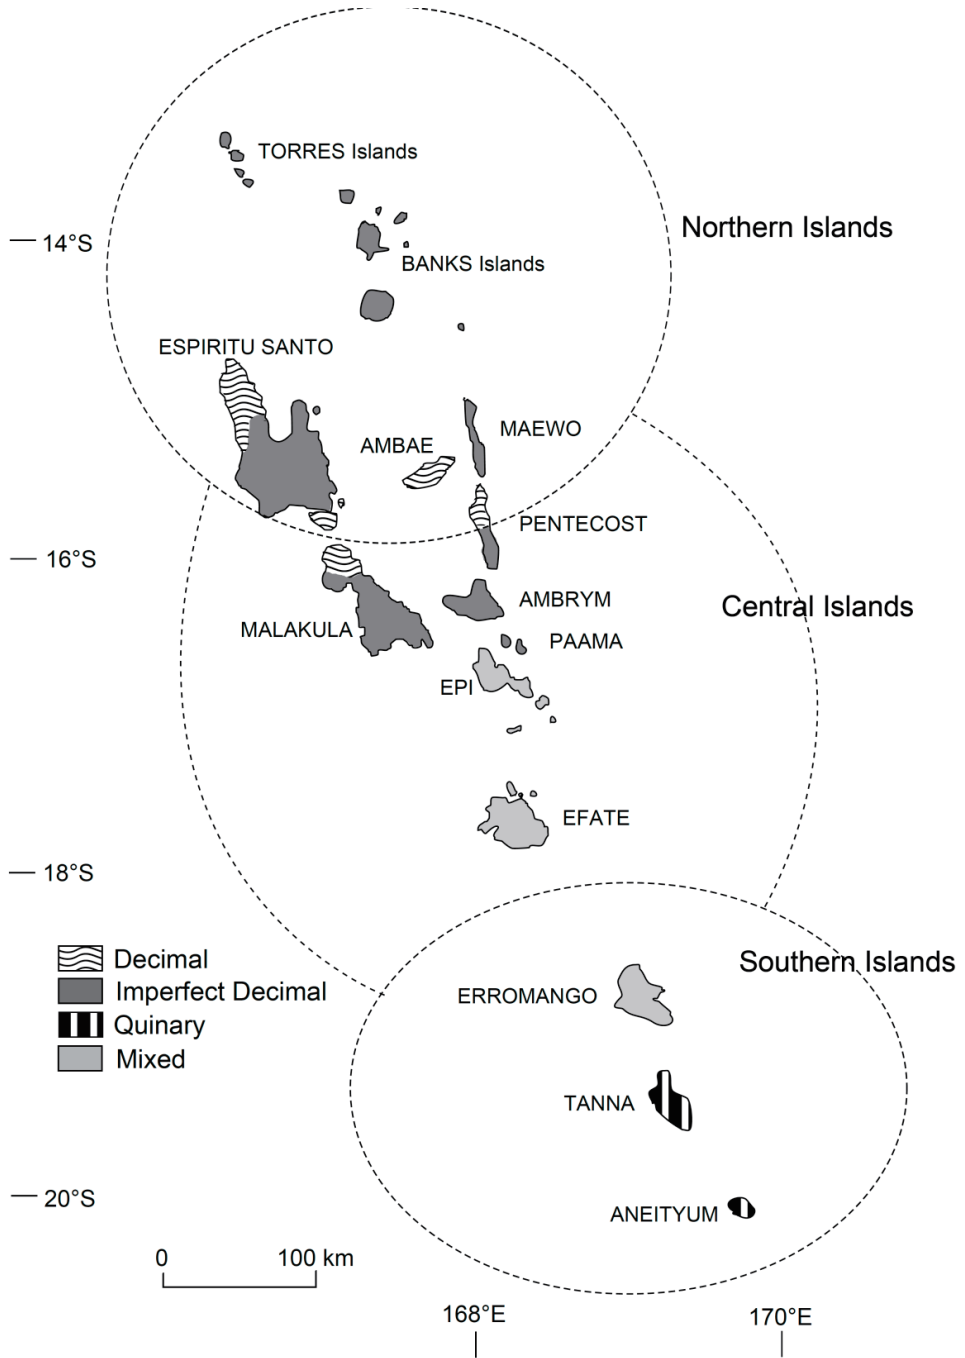 TORRES Islands
Northern Islands
14°S
BANKS Islands
ESPIRITU SANTO
MAEWO
AMBAE
PENTECOST
16°S
AMBRYM
Central Islands
MALAKULA
PAAMA
EPI
EFATE
18°S
Decimal
Imperfect Decimal
Quinary
Mixed
Southern Islands
ERROMANGO
TANNA
20°S
ANEITYUM
0 100 km
168°E
170°E